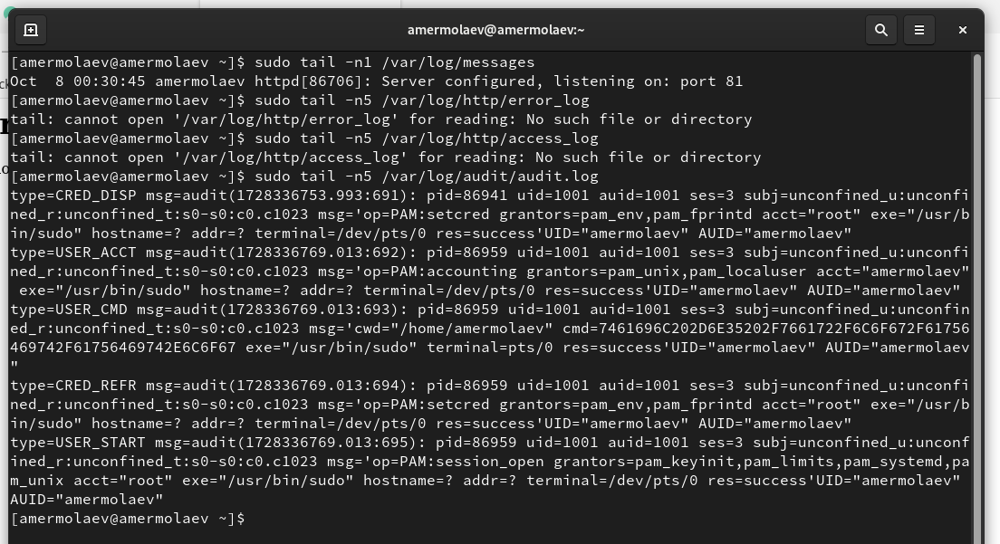 amermolaev@amermolaev:~
[amermolaev@amermolaev ~]$ sudo tail -n1 /var/log/messages
Oct  8 00:30:45 amermolaev httpd[86706]: Server configured, listening on: port 81
[amermolaev@amermolaev ~]$ sudo tail -n5 /var/log/http/error_log
tail: cannot open '/var/log/http/error_log' for reading: No such file or directory
[amermolaev@amermolaev ~]$ sudo tail -n5 /var/log/http/access_log
tail: cannot open '/var/log/http/access_log' for reading: No such file or directory
[amermolaev@amermolaev ~]$ sudo tail -n5 /var/log/audit/audit.log
type=CRED_DISP msg=audit(1728336753.993:691): pid=86941 uid=1001 auid=1001 ses=3 subj=unconfined_u:unconfi
ned_r:unconfined_t:s0-s0:c0.c1023 msg='op=PAM:setcred grantors=pam_env,pam_fprintd acct="root" exe="/usr/b
in/sudo" hostname=? addr=? terminal=/dev/pts/0 res=success'UID="amermolaev" AUID="amermolaev"
type=USER_ACCT msg=audit(1728336769.013:692): pid=86959 uid=1001 auid=1001 ses=3 subj=unconfined_u:unconfi
ned_r:unconfined_t:s0-s0:c0.c1023 msg='op=PAM:accounting grantors=pam_unix,pam_localuser acct="amermolaev"
 exe="/usr/bin/sudo" hostname=? addr=? terminal=/dev/pts/0 res=success'UID="amermolaev" AUID="amermolaev"
type=USER_CMD msg=audit(1728336769.013:693): pid=86959 uid=1001 auid=1001 ses=3 subj=unconfined_u:unconfin
ed_r:unconfined_t:s0-s0:c0.c1023 msg='cwd="/home/amermolaev" cmd=7461696C202D6E35202F7661722F6C6F672F61756
469742F61756469742E6C6F67 exe="/usr/bin/sudo" terminal=pts/0 res=success'UID="amermolaev" AUID="amermolaev
"
type=CRED_REFR msg=audit(1728336769.013:694): pid=86959 uid=1001 auid=1001 ses=3 subj=unconfined_u:unconfi
ned_r:unconfined_t:s0-s0:c0.c1023 msg='op=PAM:setcred grantors=pam_env,pam_fprintd acct="root" exe="/usr/b
in/sudo" hostname=? addr=? terminal=/dev/pts/0 res=success'UID="amermolaev" AUID="amermolaev"
type=USER_START msg=audit(1728336769.013:695): pid=86959 uid=1001 auid=1001 ses=3 subj=unconfined_u:unconf
ined_r:unconfined_t:s0-s0:c0.c1023 msg='op=PAM:session_open grantors=pam_keyinit,pam_limits,pam_systemd,pa
m_unix acct="root" exe="/usr/bin/sudo" hostname=? addr=? terminal=/dev/pts/0 res=success'UID="amermolaev"
AUID="amermolaev"
[amermolaev@amermolaev ~]$